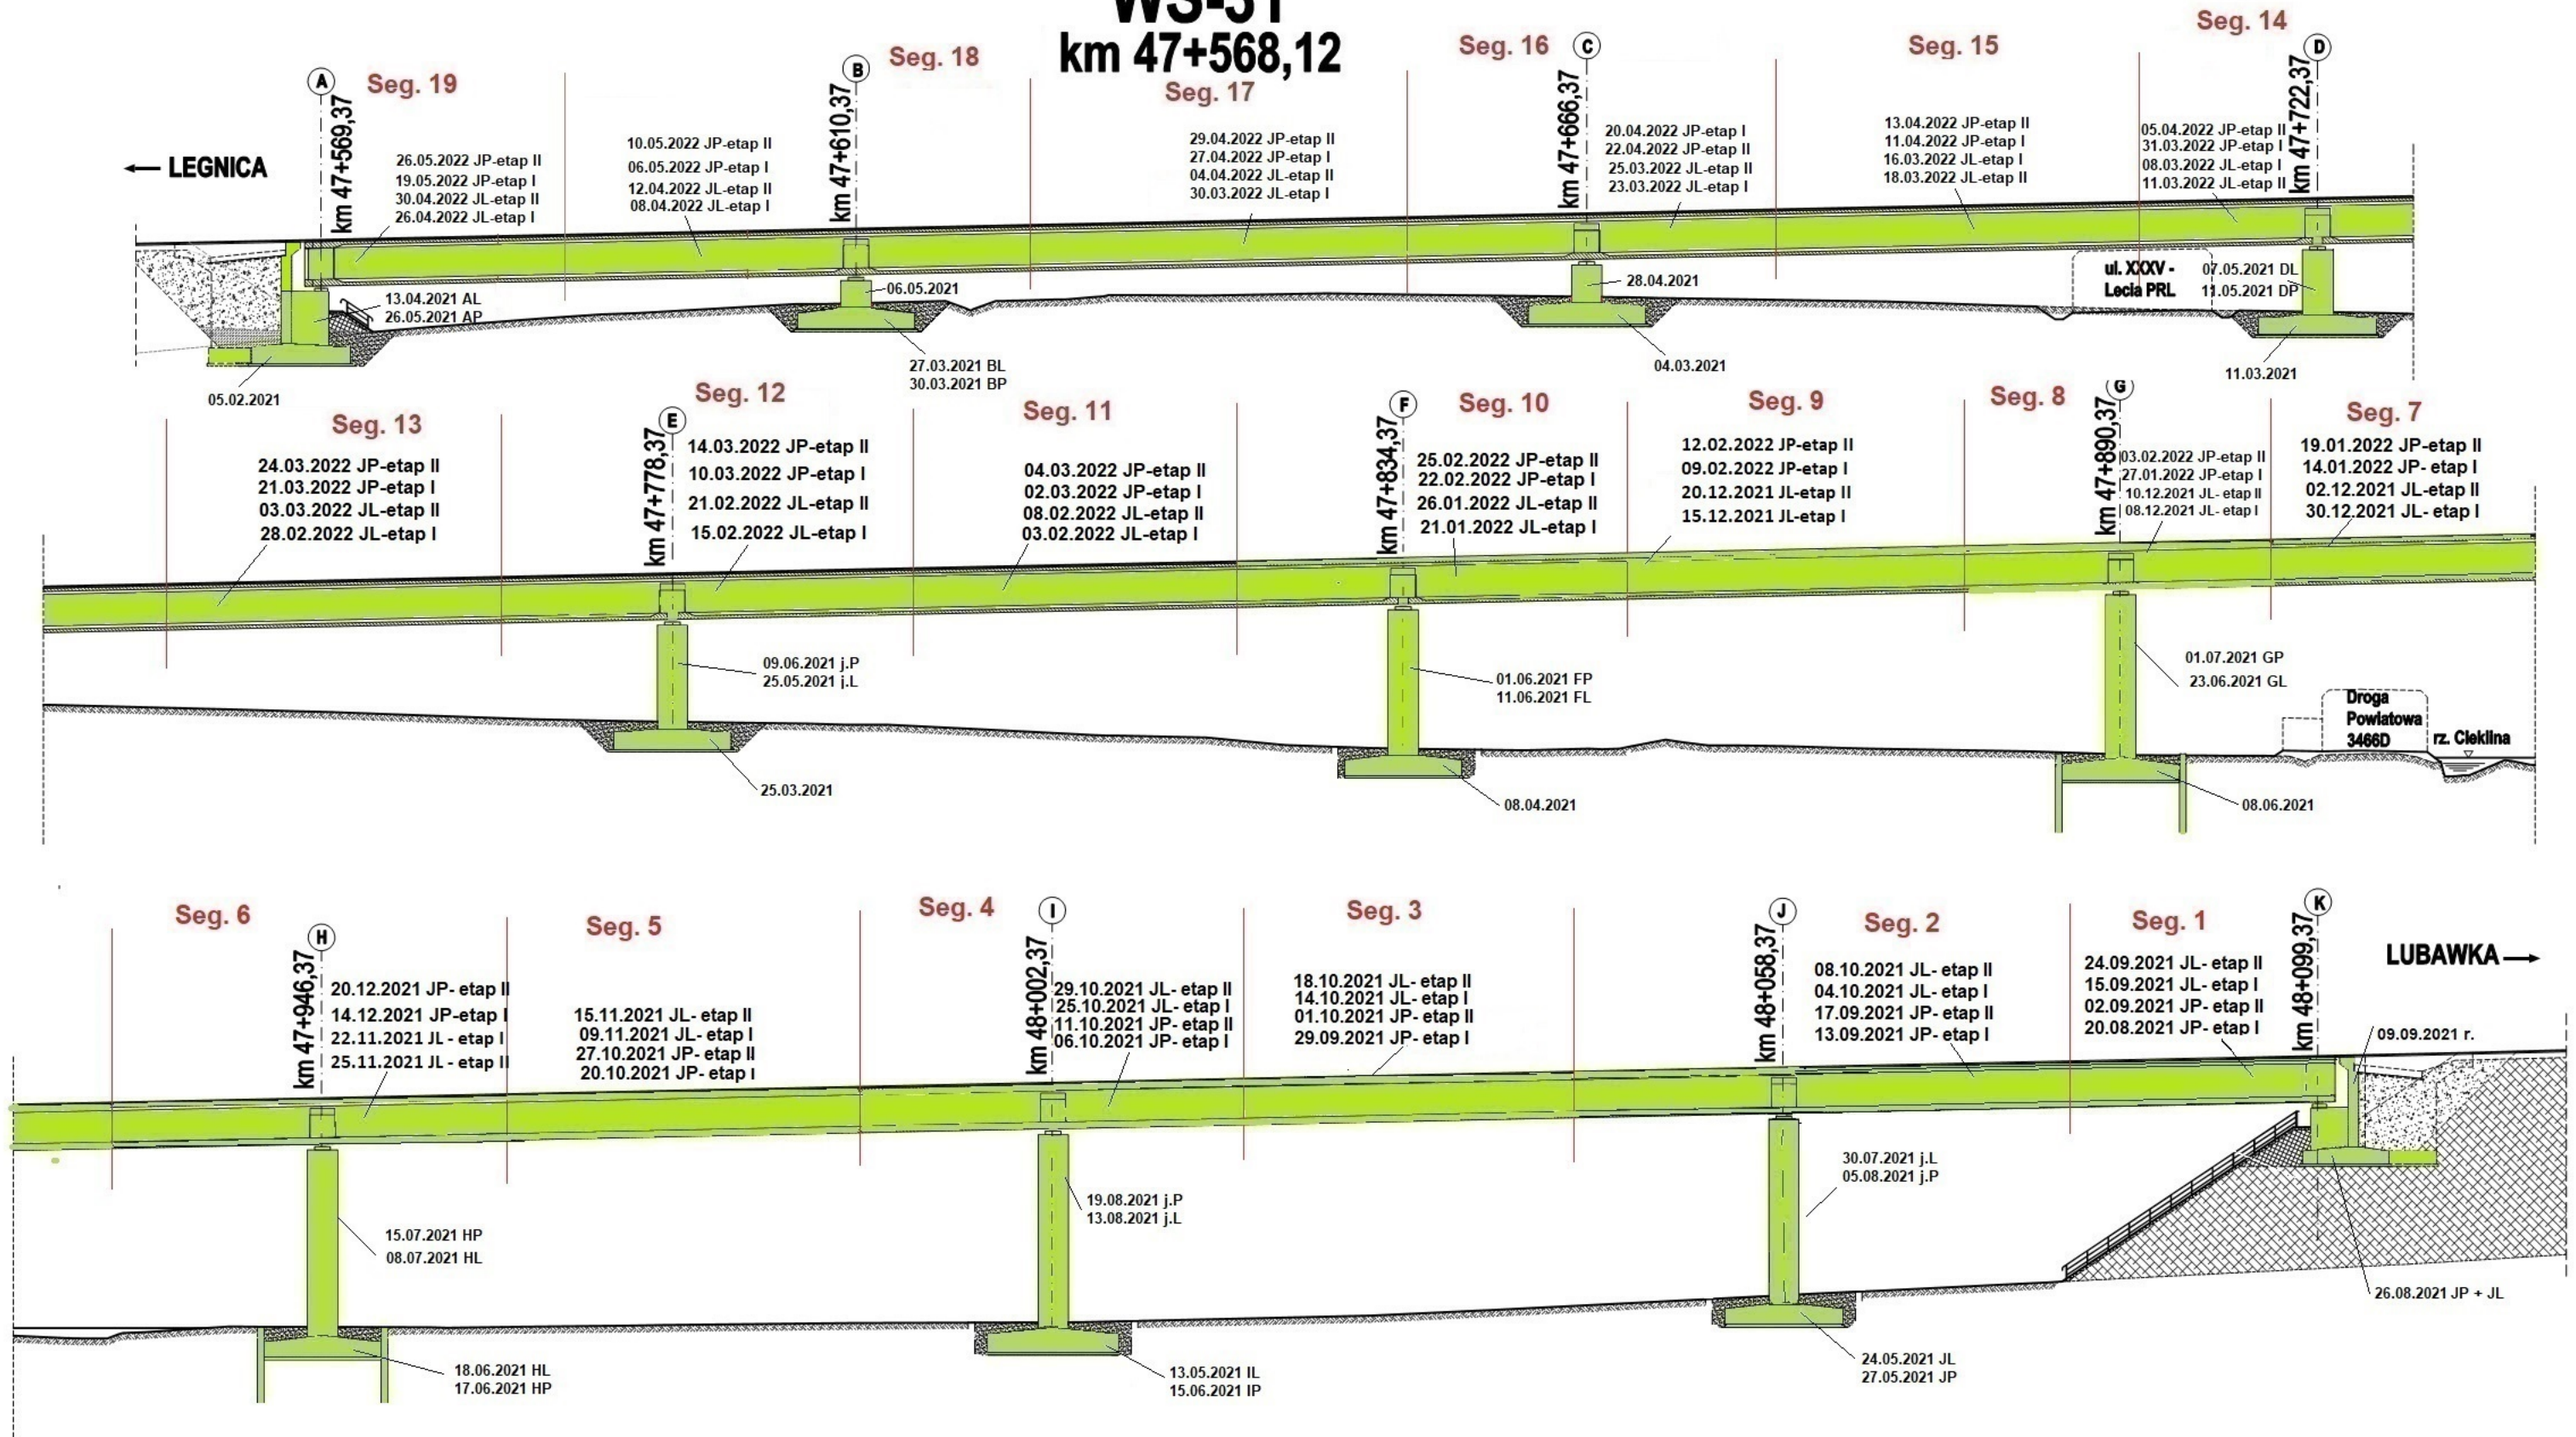 WS-31
km 47+568,12
Seg. 19
Seg. 18
Seg. 17
Seg. 16
Seg. 15
Seg. 14
A
B
C
D
km 47+569,37
km 47+610,37
km 47+666,37
km 47+722,37
← LEGNICA
26.05.2022 JP-etap II
19.05.2022 JP-etap I
30.04.2022 JL-etap II
26.04.2022 JL-etap I
10.05.2022 JP-etap II
06.05.2022 JP-etap I
12.04.2022 JL-etap II
08.04.2022 JL-etap I
29.04.2022 JP-etap II
27.04.2022 JP-etap I
04.04.2022 JL-etap II
30.03.2022 JL-etap I
20.04.2022 JP-etap I
22.04.2022 JP-etap II
25.03.2022 JL-etap II
23.03.2022 JL-etap I
13.04.2022 JP-etap II
11.04.2022 JP-etap I
16.03.2022 JL-etap I
18.03.2022 JL-etap II
05.04.2022 JP-etap II
31.03.2022 JP-etap I
08.03.2022 JL-etap I
11.03.2022 JL-etap II
13.04.2021 AL
26.05.2021 AP
05.02.2021
06.05.2021
27.03.2021 BL
30.03.2021 BP
28.04.2021
04.03.2021
ul. XXXV -
Lecia PRL
07.05.2021 DL
11.05.2021 DP
11.03.2021
Seg. 13
Seg. 12
Seg. 11
Seg. 10
Seg. 9
Seg. 8
Seg. 7
E
F
G
km 47+778,37
km 47+834,37
km 47+890,37
24.03.2022 JP-etap II
21.03.2022 JP-etap I
03.03.2022 JL-etap II
28.02.2022 JL-etap I
14.03.2022 JP-etap II
10.03.2022 JP-etap I
21.02.2022 JL-etap II
15.02.2022 JL-etap I
04.03.2022 JP-etap II
02.03.2022 JP-etap I
08.02.2022 JL-etap II
03.02.2022 JL-etap I
25.02.2022 JP-etap II
22.02.2022 JP-etap I
26.01.2022 JL-etap II
21.01.2022 JL-etap I
12.02.2022 JP-etap II
09.02.2022 JP-etap I
20.12.2021 JL-etap II
15.12.2021 JL-etap I
03.02.2022 JP-etap II
27.01.2022 JP-etap I
10.12.2021 JL- etap II
08.12.2021 JL- etap I
19.01.2022 JP-etap II
14.01.2022 JP- etap I
02.12.2021 JL-etap II
30.12.2021 JL- etap I
09.06.2021 j.P
25.05.2021 j.L
25.03.2021
01.06.2021 FP
11.06.2021 FL
08.04.2021
01.07.2021 GP
23.06.2021 GL
08.06.2021
Droga
Powiatowa
3466D
rz. Cieklina
Seg. 6
Seg. 5
Seg. 4
Seg. 3
Seg. 2
Seg. 1
H
I
J
K
km 47+946,37
km 48+002,37
km 48+058,37
km 48+099,37
LUBAWKA →
20.12.2021 JP- etap II
14.12.2021 JP-etap I
22.11.2021 JL - etap I
25.11.2021 JL - etap II
15.11.2021 JL- etap II
09.11.2021 JL- etap I
27.10.2021 JP- etap II
20.10.2021 JP- etap I
29.10.2021 JL- etap II
25.10.2021 JL- etap I
11.10.2021 JP- etap II
06.10.2021 JP- etap I
18.10.2021 JL- etap II
14.10.2021 JL- etap I
01.10.2021 JP- etap II
29.09.2021 JP- etap I
08.10.2021 JL- etap II
04.10.2021 JL- etap I
17.09.2021 JP- etap II
13.09.2021 JP- etap I
24.09.2021 JL- etap II
15.09.2021 JL- etap I
02.09.2021 JP- etap II
20.08.2021 JP- etap I
09.09.2021 r.
15.07.2021 HP
08.07.2021 HL
18.06.2021 HL
17.06.2021 HP
19.08.2021 j.P
13.08.2021 j.L
13.05.2021 IL
15.06.2021 IP
30.07.2021 j.L
05.08.2021 j.P
24.05.2021 JL
27.05.2021 JP
26.08.2021 JP + JL